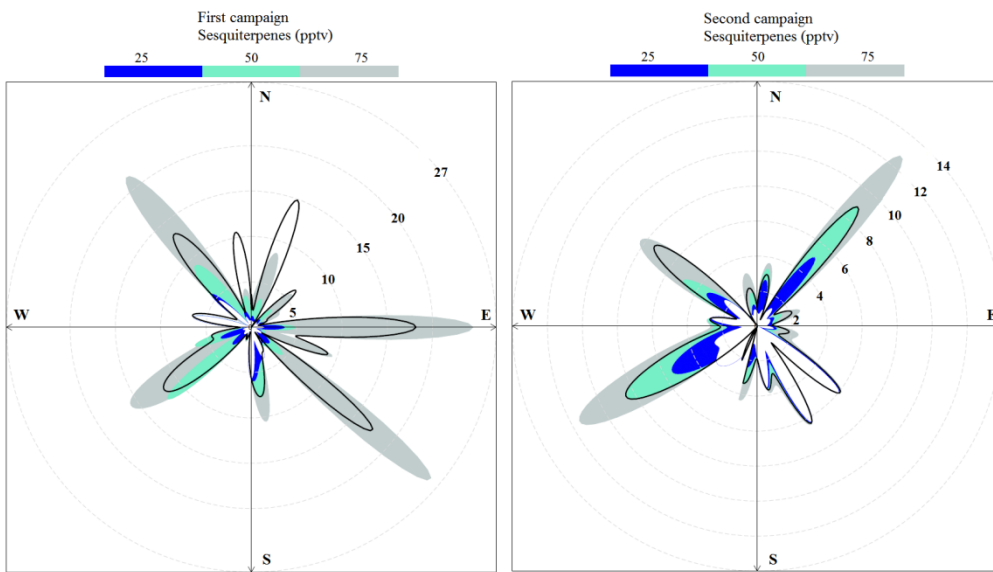 First campaign
Sesquiterpenes (pptv)
25 50 75
N
27
20
15
10
5
W E
S
Second campaign
Sesquiterpenes (pptv)
25 50 75
N
14
12
10
8
6
4
2
W E
S